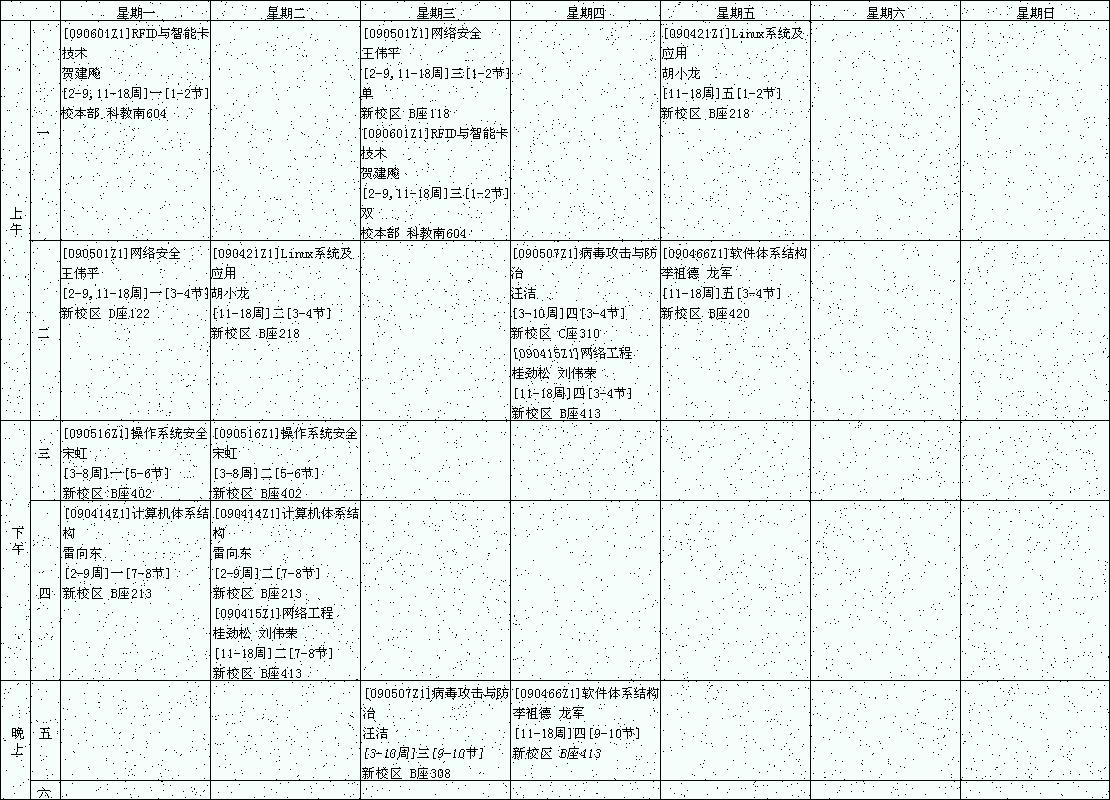 星期一 星期二 星期三 星期四 星期五 星期六 星期日
上午
一
[090601Z1]RFID与智能卡
技术
贺建飚
[2-9,11-18周]一[1-2节]
校本部 科教南604
[090501Z1]网络安全
王伟平
[2-9,11-18周]三[1-2节]
单
新校区 B座118
[090601Z1]RFID与智能卡
技术
贺建飚
[2-9,11-18周]三[1-2节]
双
校本部 科教南604
[090421Z1]Linux系统及
应用
胡小龙
[11-18周]五[1-2节]
新校区 B座218
二
[090501Z1]网络安全
王伟平
[2-9,11-18周]一[3-4节]
新校区 D座122
[090421Z1]Linux系统及
应用
胡小龙
[11-18周]二[3-4节]
新校区 B座218
[090507Z1]病毒攻击与防
治
汪洁
[3-10周]四[3-4节]
新校区 C座310
[090415Z1]网络工程
桂劲松 刘伟荣
[11-18周]四[3-4节]
新校区 B座413
[090466Z1]软件体系结构
李祖德 龙军
[11-18周]五[3-4节]
新校区 B座420
下午
三
[090516Z1]操作系统安全
宋虹
[3-8周]一[5-6节]
新校区 B座402
[090516Z1]操作系统安全
宋虹
[3-8周]二[5-6节]
新校区 B座402
四
[090414Z1]计算机体系结
构
雷向东
[2-9周]一[7-8节]
新校区 B座213
[090414Z1]计算机体系结
构
雷向东
[2-9周]二[7-8节]
新校区 B座213
[090415Z1]网络工程
桂劲松 刘伟荣
[11-18周]二[7-8节]
新校区 B座413
晚上
五
[090507Z1]病毒攻击与防
治
汪洁
[3-10周]三[9-10节]
新校区 B座308
[090466Z1]软件体系结构
李祖德 龙军
[11-18周]四[9-10节]
新校区 B座413
六